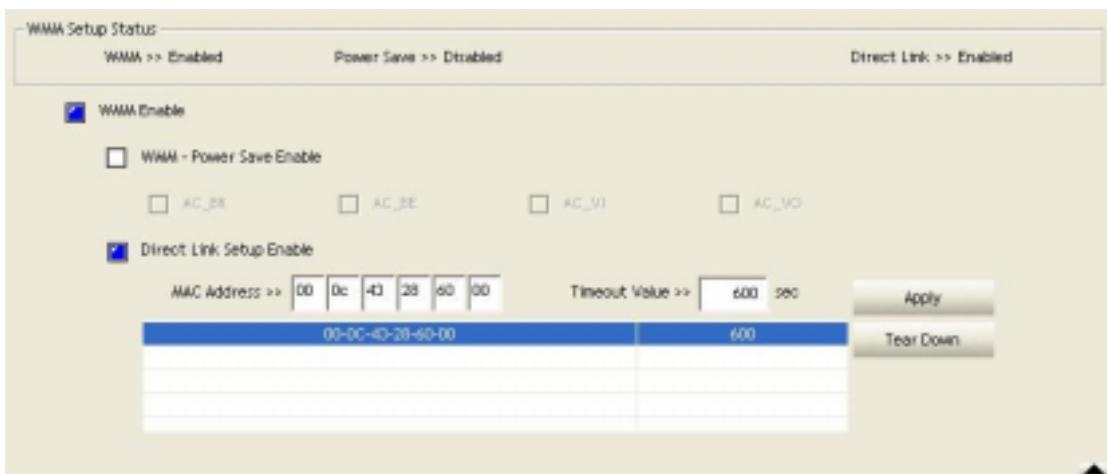 WMM Setup Status
WMM >> Enabled Power Save >> Disabled Direct Link >> Enabled
WMM Enable
WMM - Power Save Enable
AC_BK AC_BE AC_VI AC_VO
Direct Link Setup Enable
MAC Address >> 00 0c 43 28 60 00 Timeout Value >> 600 sec Apply
00-0C-43-28-60-00 600 Tear Down